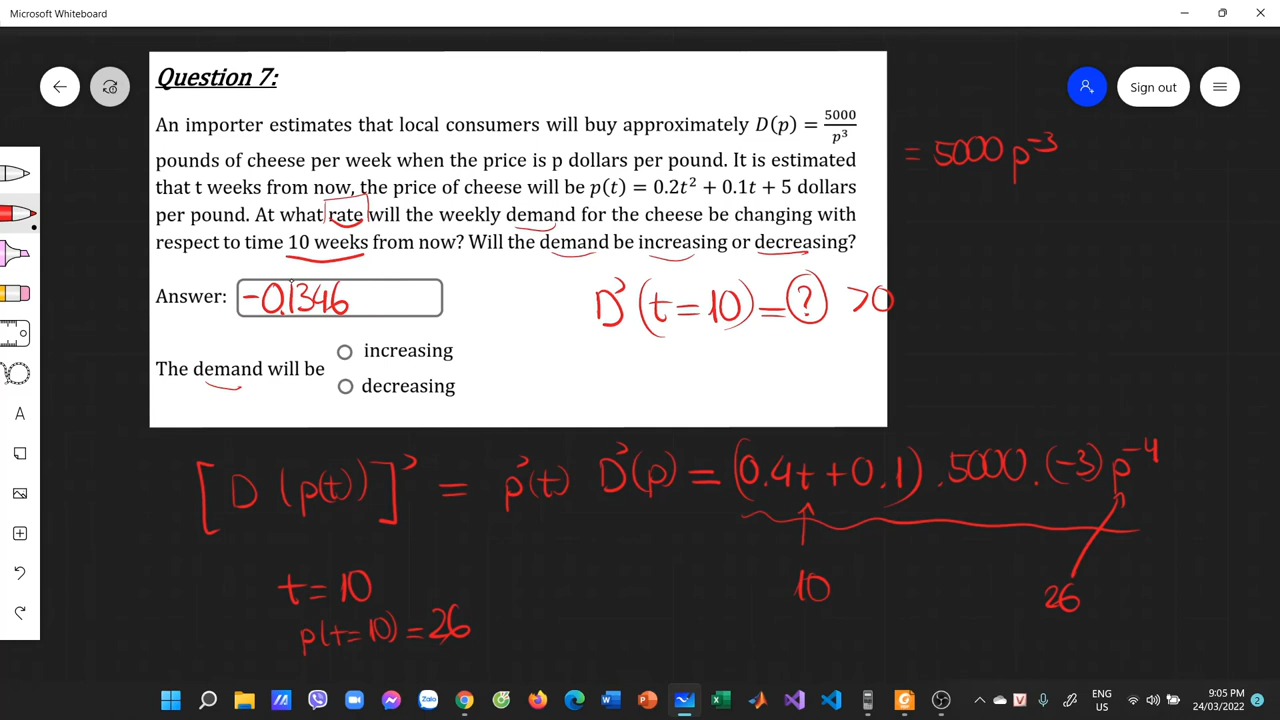 Microsoft Whiteboard
Question 7:
Sign out
An importer estimates that local consumers will buy approximately D(p) = 5000/p³
= 5000 p⁻³
pounds of cheese per week when the price is p dollars per pound. It is estimated
that t weeks from now, the price of cheese will be p(t) = 0.2t² + 0.1t + 5 dollars
per pound. At what rate will the weekly demand for the cheese be changing with
respect to time 10 weeks from now? Will the demand be increasing or decreasing?
Answer: -0.1346
D'(t=10) = ? >0
The demand will be
increasing
decreasing
[D(p(t))]' = p'(t) D'(p) = (0.4t + 0.1) . 5000 . (-3) p⁻⁴
t = 10
10
26
p(t=10) = 26
A
Zalo
ENG
US
9:05 PM
24/03/2022
2